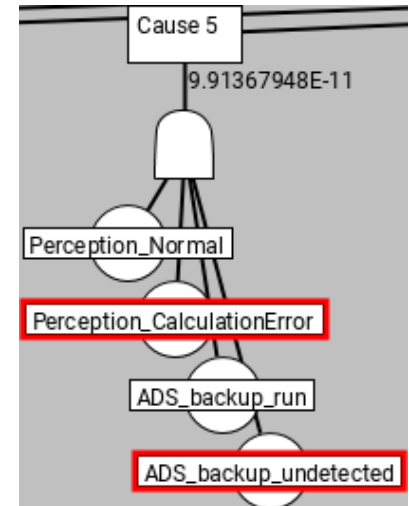 Cause 5
9.91367948E-11
Perception_Normal
Perception_CalculationError
ADS_backup_run
ADS_backup_undetected